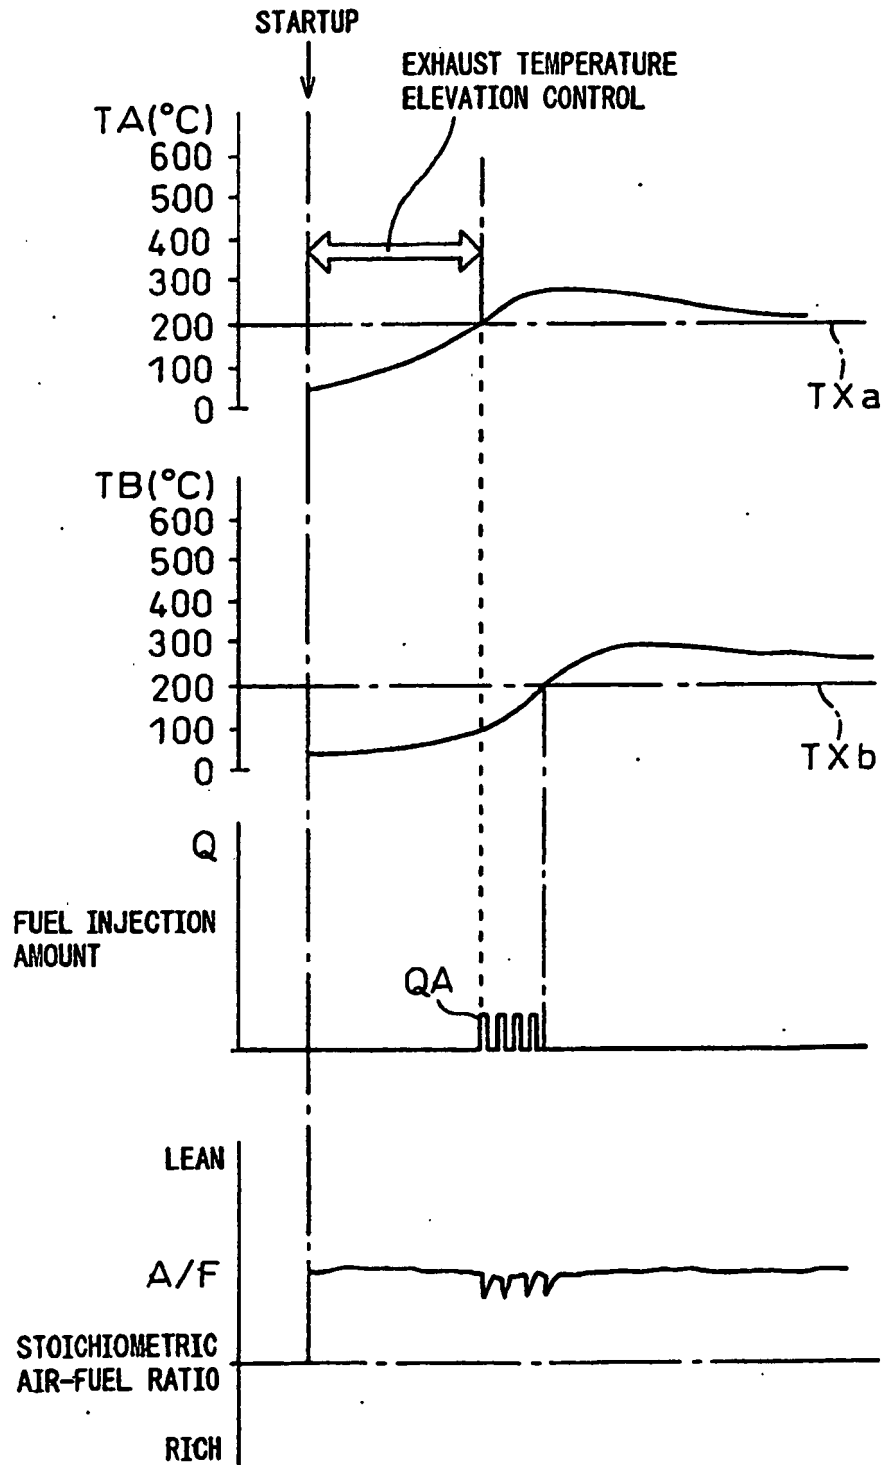 STARTUP
EXHAUST TEMPERATURE
ELEVATION CONTROL
TA(°C)
600
500
400
300
200
100
0
TXa
TB(°C)
600
500
400
300
200
100
0
TXb
Q
FUEL INJECTION
AMOUNT
QA
LEAN
A/F
STOICHIOMETRIC
AIR-FUEL RATIO
RICH